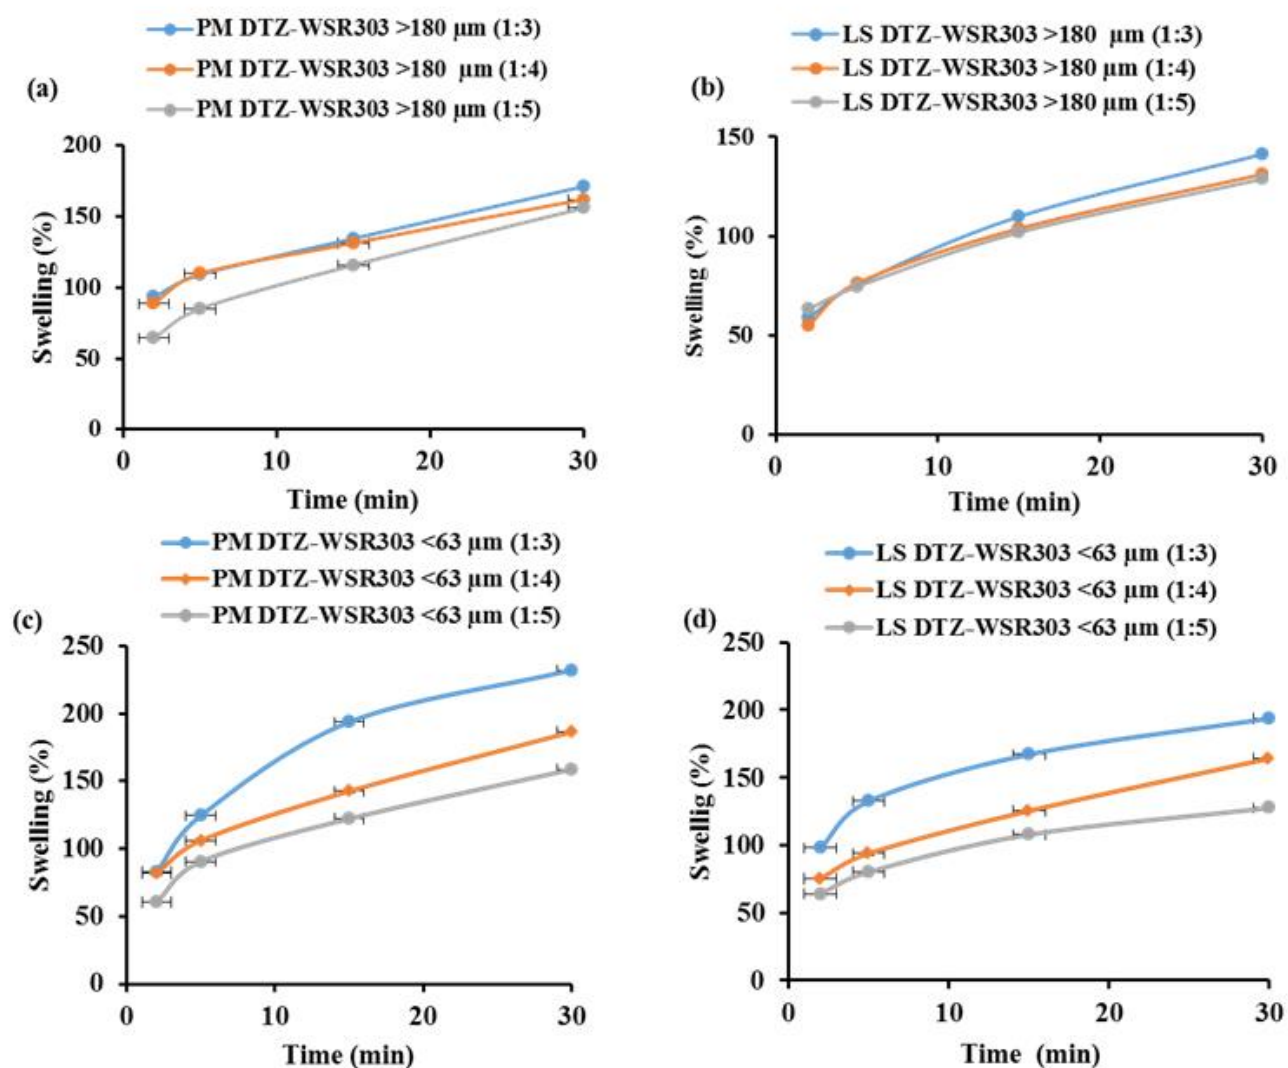 PM DTZ-WSR303 >180 µm (1:3)
PM DTZ-WSR303 >180 µm (1:4)
PM DTZ-WSR303 >180 µm (1:5)
(a)
200
150
100
50
0
Swelling (%)
0 10 20 30
Time (min)
LS DTZ-WSR303 >180 µm (1:3)
LS DTZ-WSR303 >180 µm (1:4)
LS DTZ-WSR303 >180 µm (1:5)
(b)
150
100
50
0
Swelling (%)
0 10 20 30
Time (min)
PM DTZ-WSR303 <63 µm (1:3)
PM DTZ-WSR303 <63 µm (1:4)
PM DTZ-WSR303 <63 µm (1:5)
(c)
250
200
150
100
50
0
Swelling (%)
0 10 20 30
Time (min)
LS DTZ-WSR303 <63 µm (1:3)
LS DTZ-WSR303 <63 µm (1:4)
LS DTZ-WSR303 <63 µm (1:5)
(d)
250
200
150
100
50
0
Swellig (%)
0 10 20 30
Time (min)